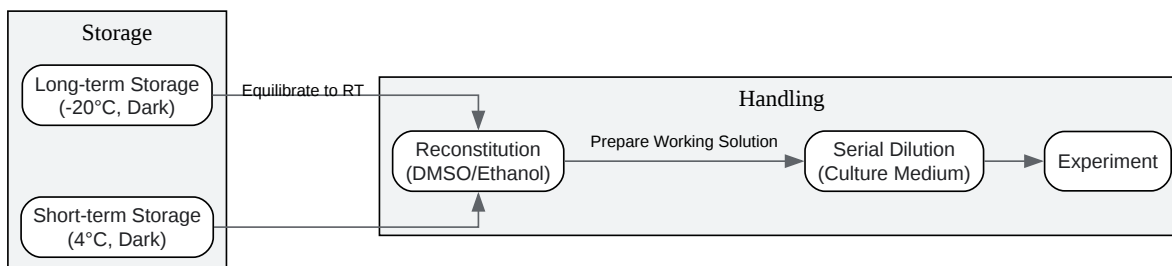 Storage
Long-term Storage
(-20°C, Dark)
Equilibrate to RT
Handling
Reconstitution
(DMSO/Ethanol)
Prepare Working Solution
Serial Dilution
(Culture Medium)
Experiment
Short-term Storage
(4°C, Dark)